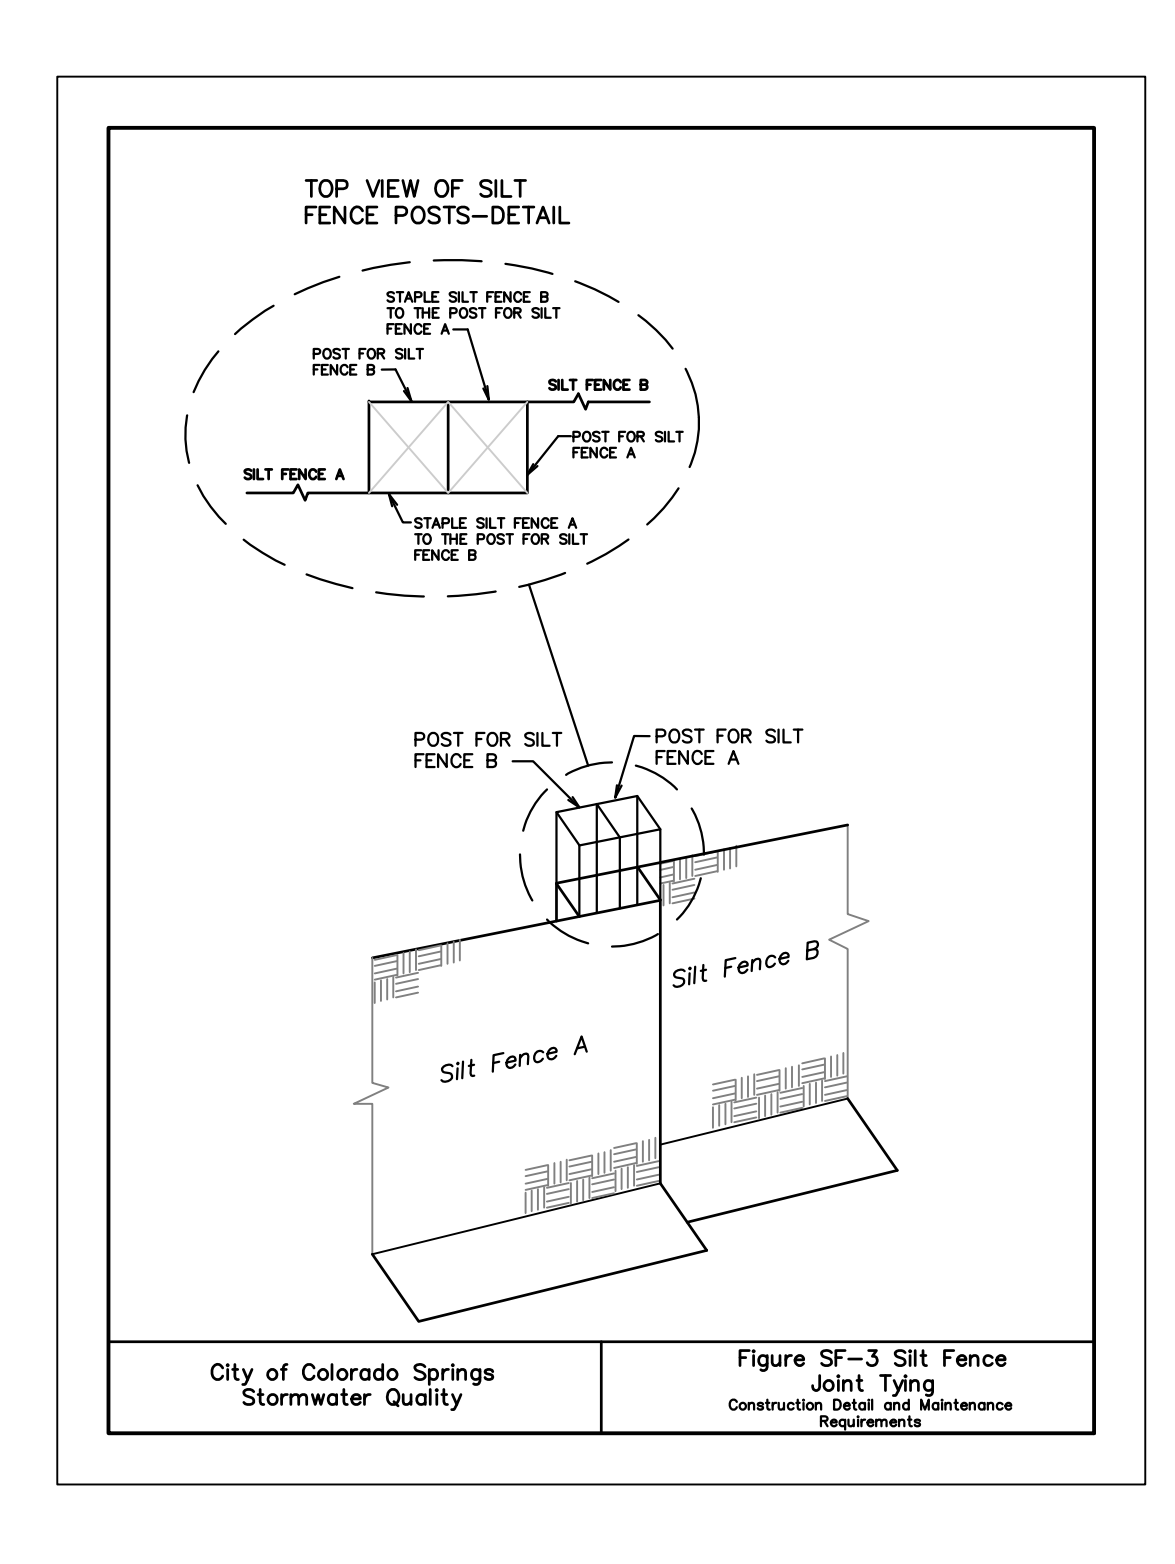 TOP VIEW OF SILT
FENCE POSTS-DETAIL
STAPLE SILT FENCE B
TO THE POST FOR SILT
FENCE A
POST FOR SILT
FENCE B
SILT FENCE B
POST FOR SILT
FENCE A
SILT FENCE A
STAPLE SILT FENCE A
TO THE POST FOR SILT
FENCE B
POST FOR SILT
FENCE B
POST FOR SILT
FENCE A
Silt Fence B
Silt Fence A
City of Colorado Springs
Stormwater Quality
Figure SF-3 Silt Fence
Joint Tying
Construction Detail and Maintenance
Requirements